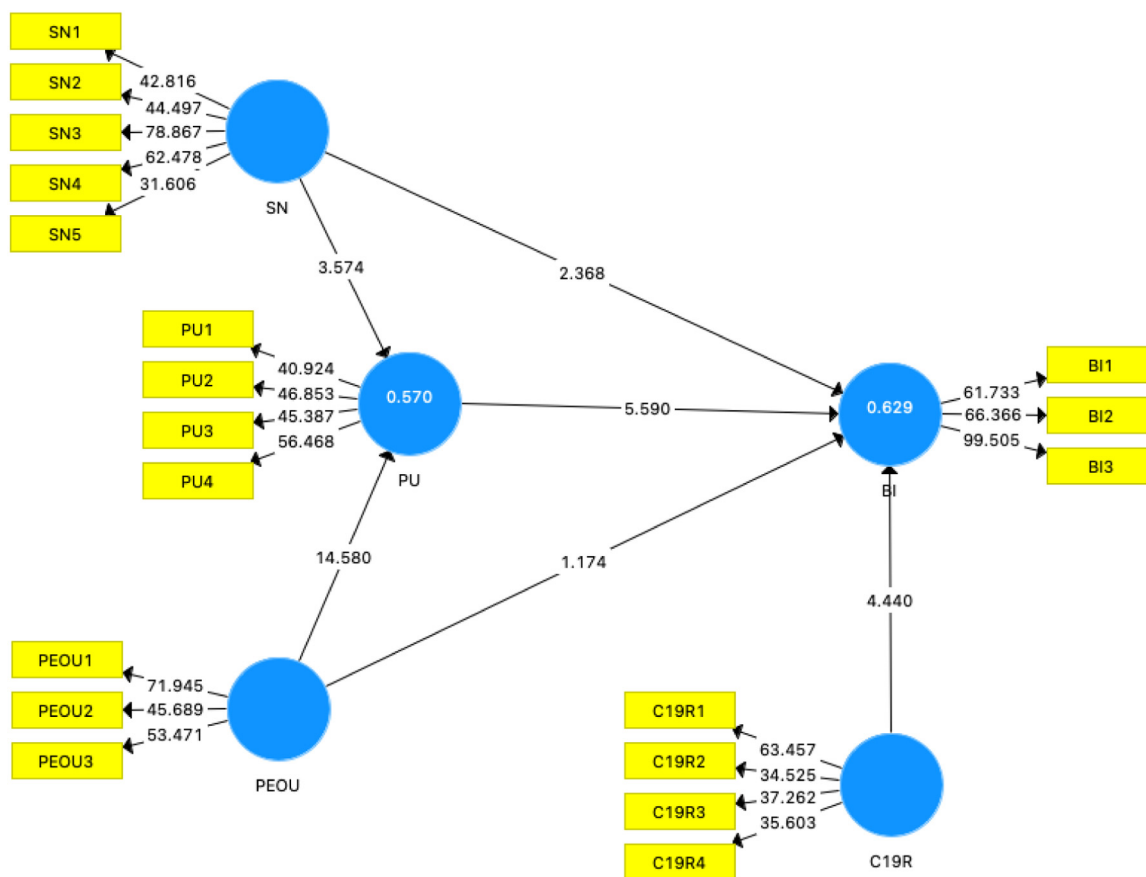 SN1
SN2
SN3
SN4
SN5
42.816
44.497
78.867
62.478
31.606
SN
3.574
2.368
PU1
PU2
PU3
PU4
40.924
46.853
45.387
56.468
0.570
PU
5.590
0.629
BI
61.733
66.366
99.505
BI1
BI2
BI3
14.580
1.174
4.440
PEOU1
PEOU2
PEOU3
71.945
45.689
53.471
PEOU
C19R1
C19R2
C19R3
C19R4
63.457
34.525
37.262
35.603
C19R